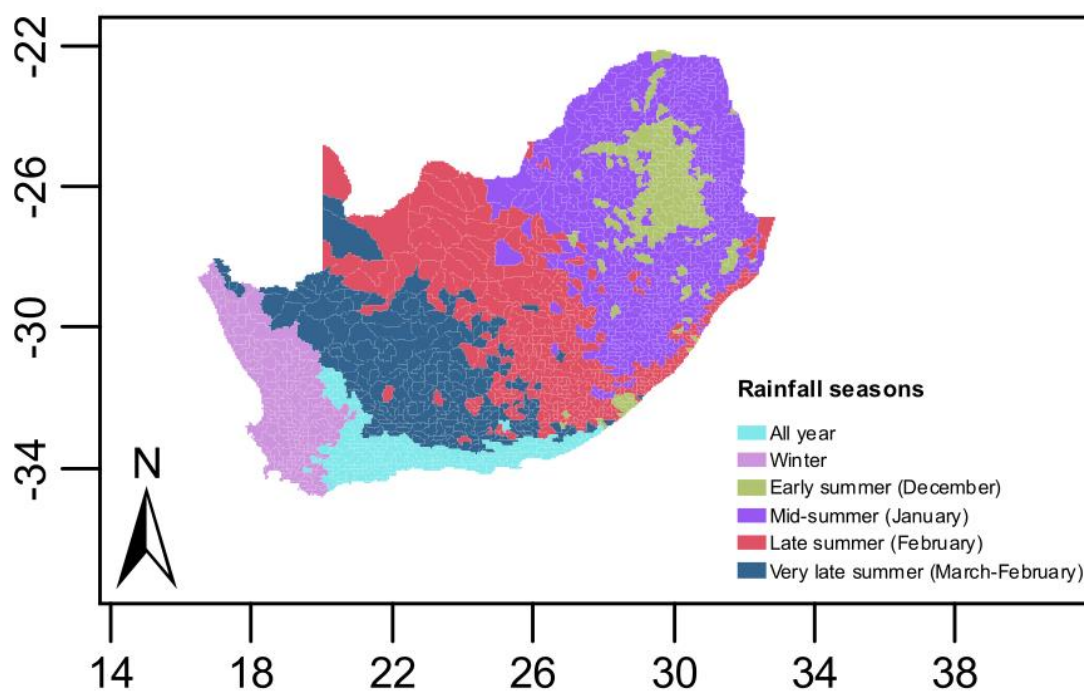 -22
-26
-30
-34
N
Rainfall seasons
All year
Winter
Early summer (December)
Mid-summer (January)
Late summer (February)
Very late summer (March-February)
14 18 22 26 30 34 38